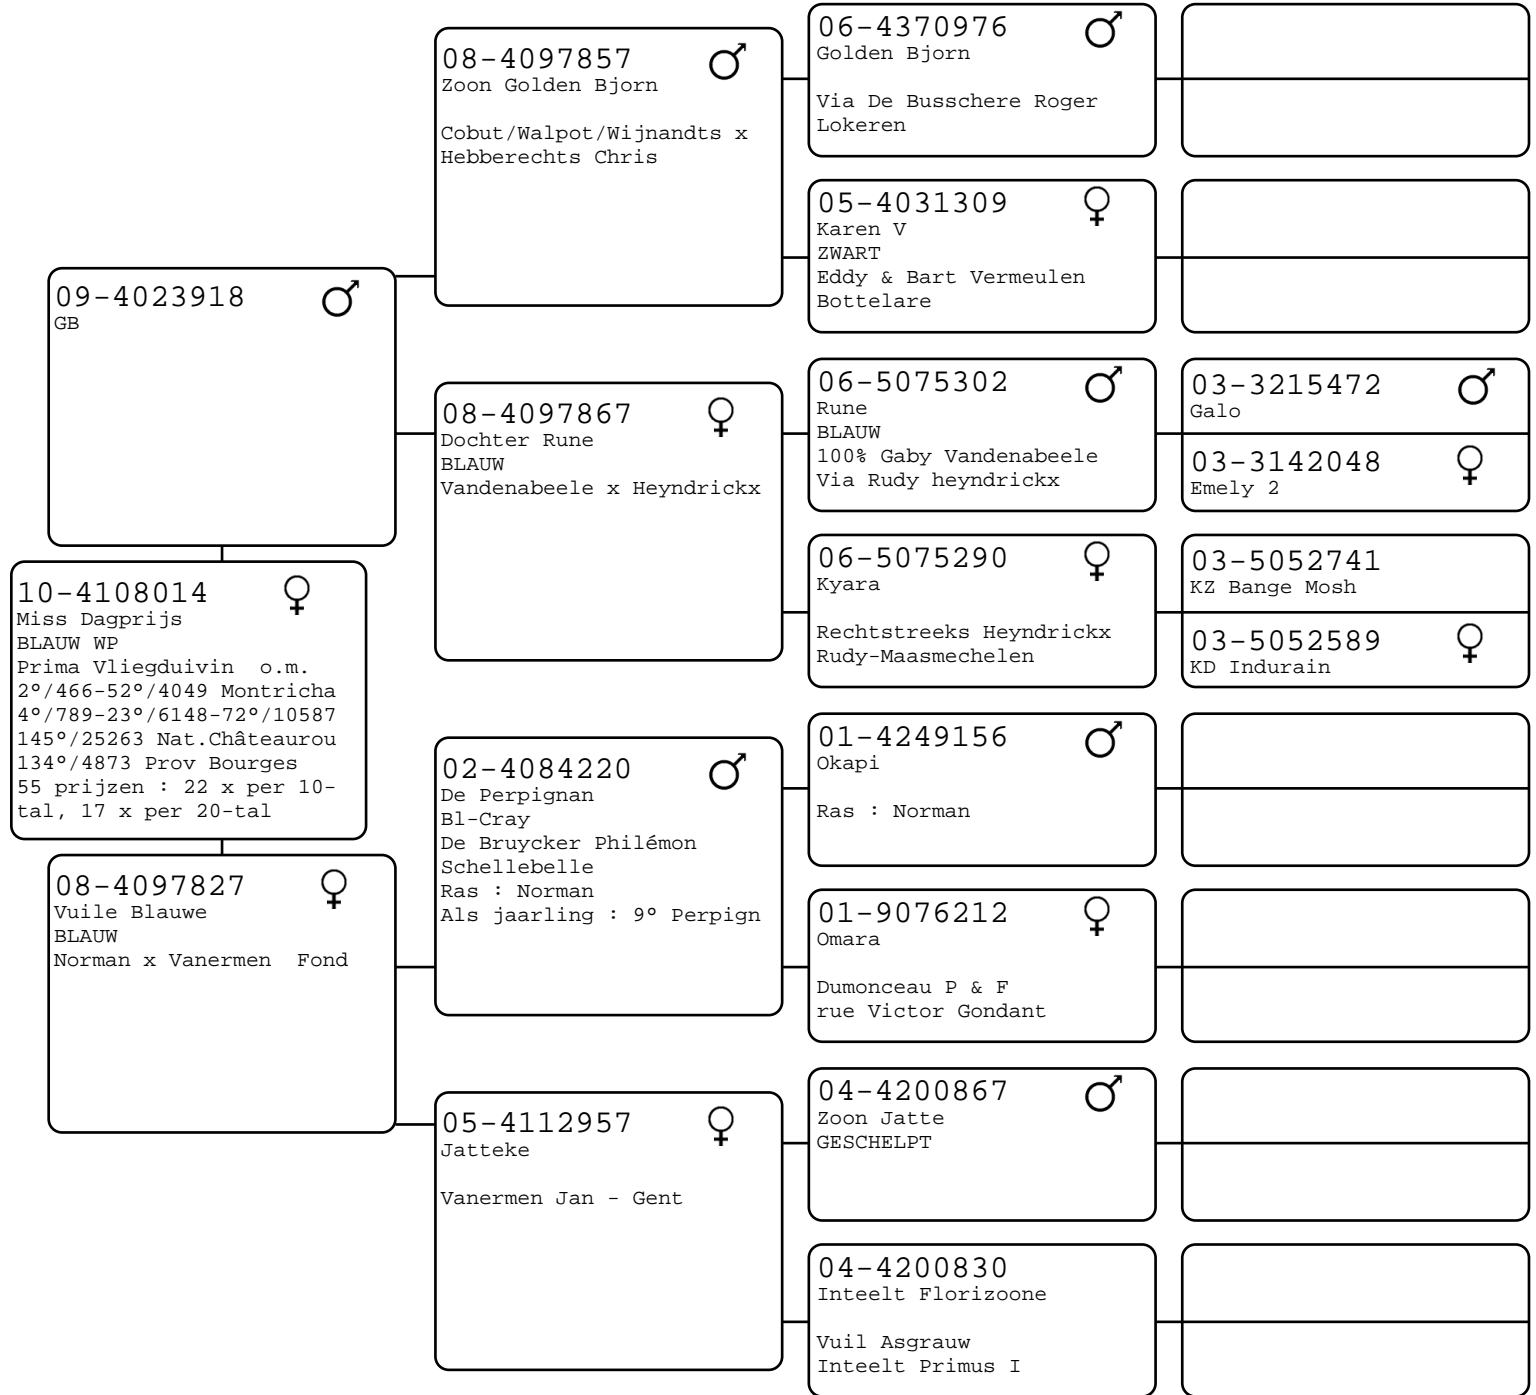 09-4023918
GB
10-4108014
Miss Dagprijs
BLAUW WP
Prima Vliegduivin  o.m.
2°/466-52°/4049 Montricha
4°/789-23°/6148-72°/10587
145°/25263 Nat.Châteaurou
134°/4873 Prov Bourges
55 prijzen : 22 x per 10-
tal, 17 x per 20-tal
08-4097827
Vuile Blauwe
BLAUW
Norman x Vanermen  Fond
08-4097857
Zoon Golden Bjorn
Cobut/Walpot/Wijnandts x
Hebberechts Chris
08-4097867
Dochter Rune
BLAUW
Vandenabeele x Heyndrickx
02-4084220
De Perpignan
Bl-Cray
De Bruycker Philémon
Schellebelle
Ras : Norman
Als jaarling : 9° Perpign
05-4112957
Jatteke
Vanermen Jan - Gent
06-4370976
Golden Bjorn
Via De Busschere Roger
Lokeren
05-4031309
Karen V
ZWART
Eddy & Bart Vermeulen
Bottelare
06-5075302
Rune
BLAUW
100% Gaby Vandenabeele
Via Rudy heyndrickx
06-5075290
Kyara
Rechtstreeks Heyndrickx
Rudy-Maasmechelen
01-4249156
Okapi
Ras : Norman
01-9076212
Omara
Dumonceau P & F
rue Victor Gondant
04-4200867
Zoon Jatte
GESCHELPT
04-4200830
Inteelt Florizoone
Vuil Asgrauw
Inteelt Primus I
03-3215472
Galo
03-3142048
Emely 2
03-5052741
KZ Bange Mosh
03-5052589
KD Indurain